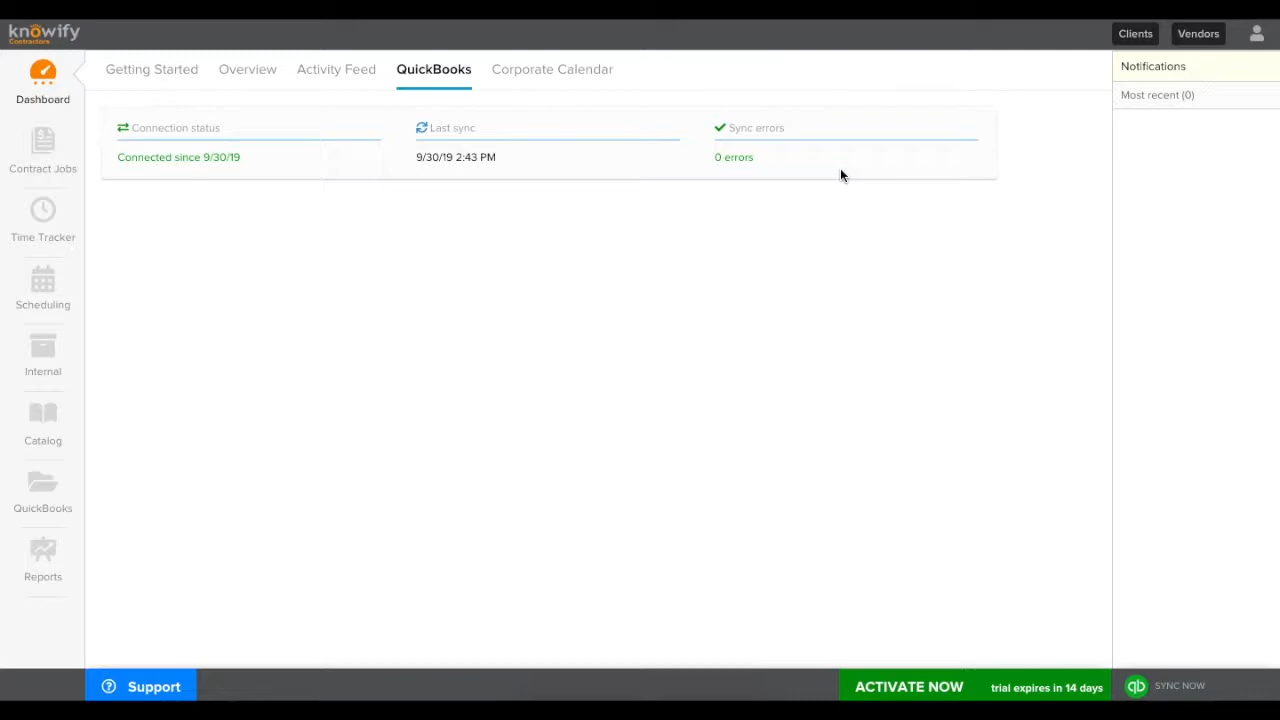 knowify
Contractors
Clients
Vendors
Dashboard
Contract Jobs
Time Tracker
Scheduling
Internal
Catalog
QuickBooks
Reports
Getting Started
Overview
Activity Feed
QuickBooks
Corporate Calendar
Connection status
Connected since 9/30/19
Last sync
9/30/19 2:43 PM
Sync errors
0 errors
Notifications
Most recent (0)
? Support
ACTIVATE NOW trial expires in 14 days
qb SYNC NOW